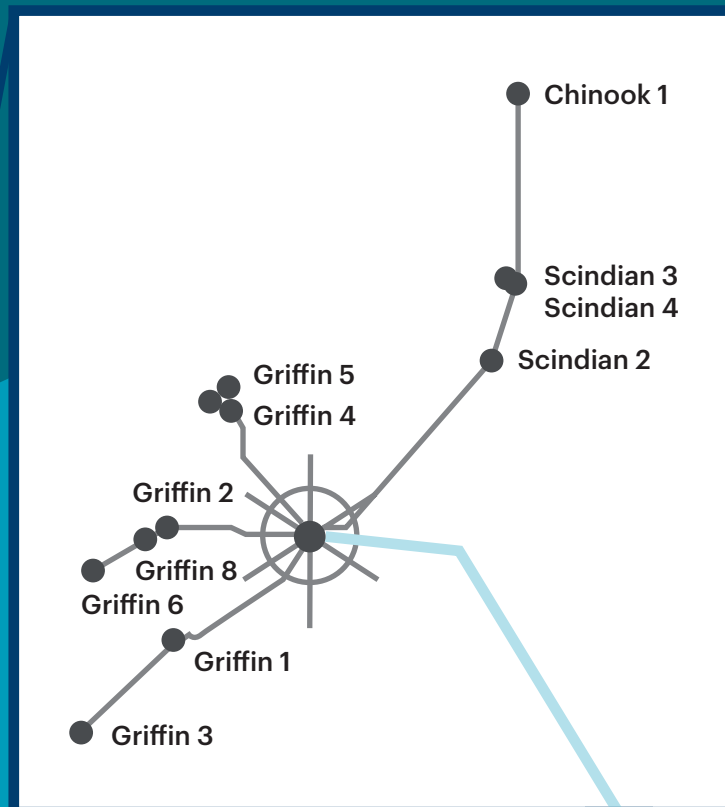 Chinook 1
Scindian 3
Scindian 4
Scindian 2
Griffin 5
Griffin 4
Griffin 2
Griffin 8
Griffin 6
Griffin 1
Griffin 3